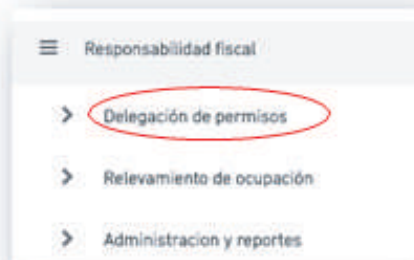 Responsabilidad fiscal
Delegación de permisos
Relevamiento de ocupación
Administracion y reportes